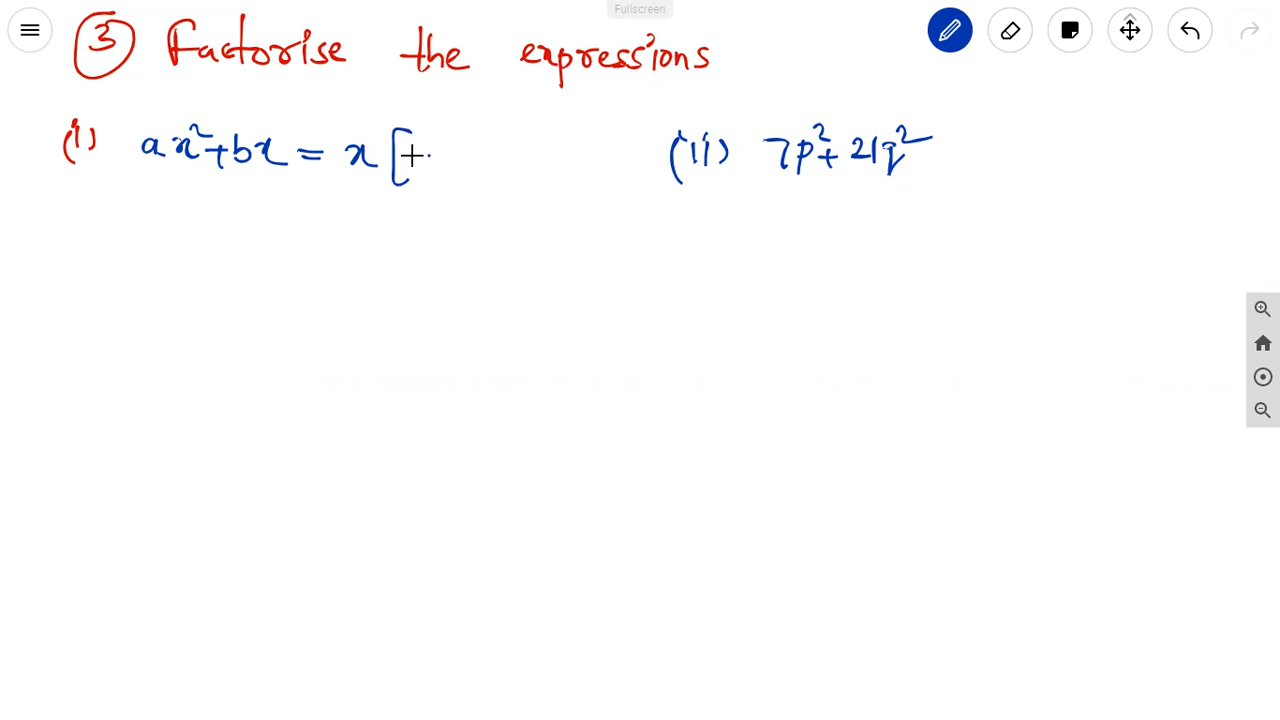 Fullscreen
③ Factorise the expressions
(i) ax²+bx = x [
(ii) 7p²+ 21q²